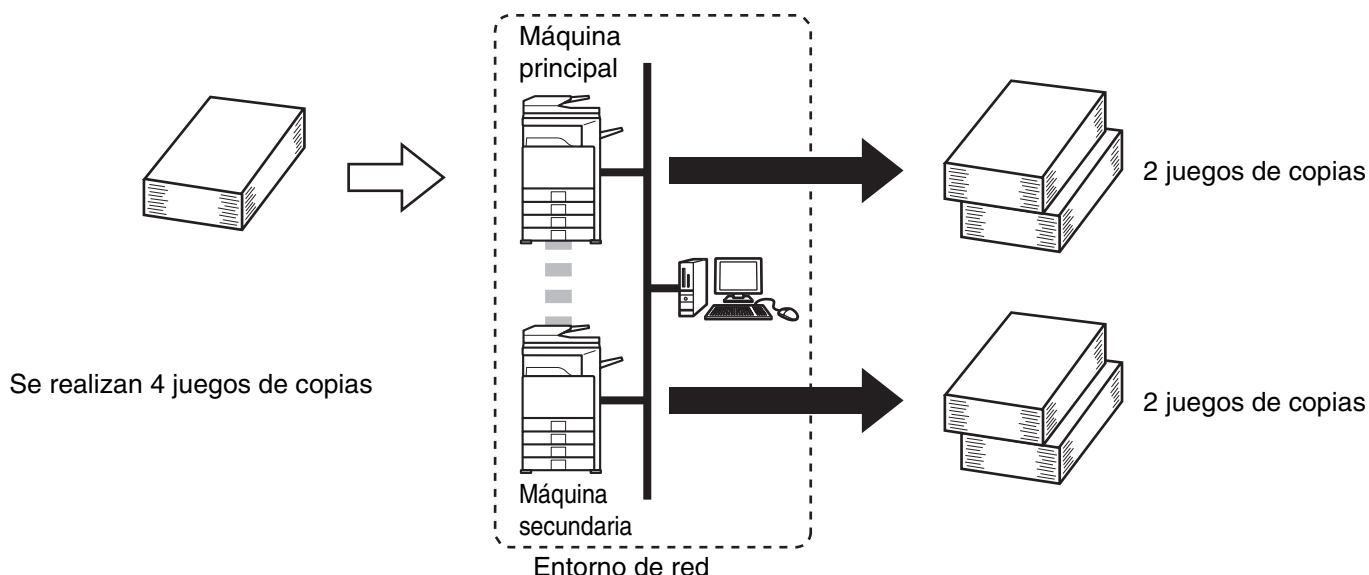 Máquina
principal
2 juegos de copias
Se realizan 4 juegos de copias
2 juegos de copias
Máquina
secundaria
Entorno de red